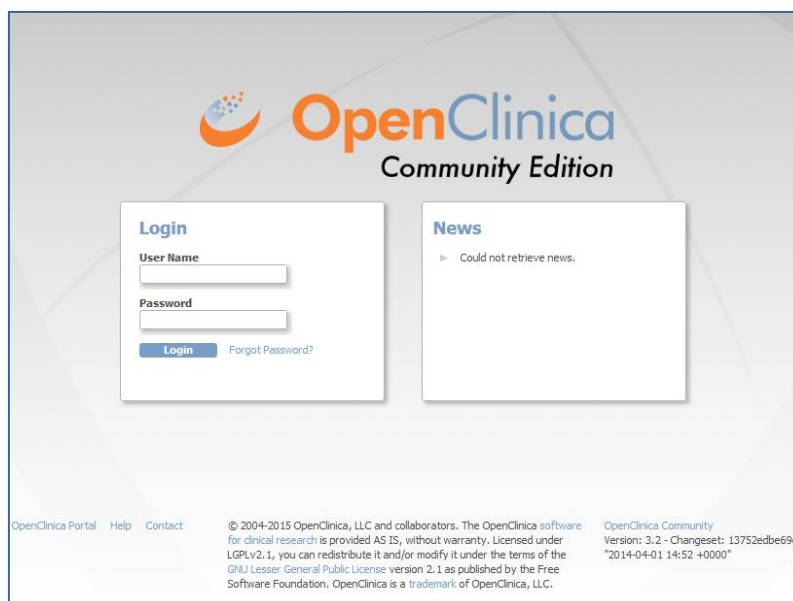 OpenClinica
Community Edition
Login
User Name
Password
Login Forgot Password?
News
Could not retrieve news.
OpenClinica Portal Help Contact
© 2004-2015 OpenClinica, LLC and collaborators. The OpenClinica software
for clinical research is provided AS IS, without warranty. Licensed under
LGPLv2.1, you can redistribute it and/or modify it under the terms of the
GNU Lesser General Public License version 2.1 as published by the Free
Software Foundation. OpenClinica is a trademark of OpenClinica, LLC.
OpenClinica Community
Version: 3.2 - Changeset: 13752edbe69
"2014-04-01 14:52 +0000"